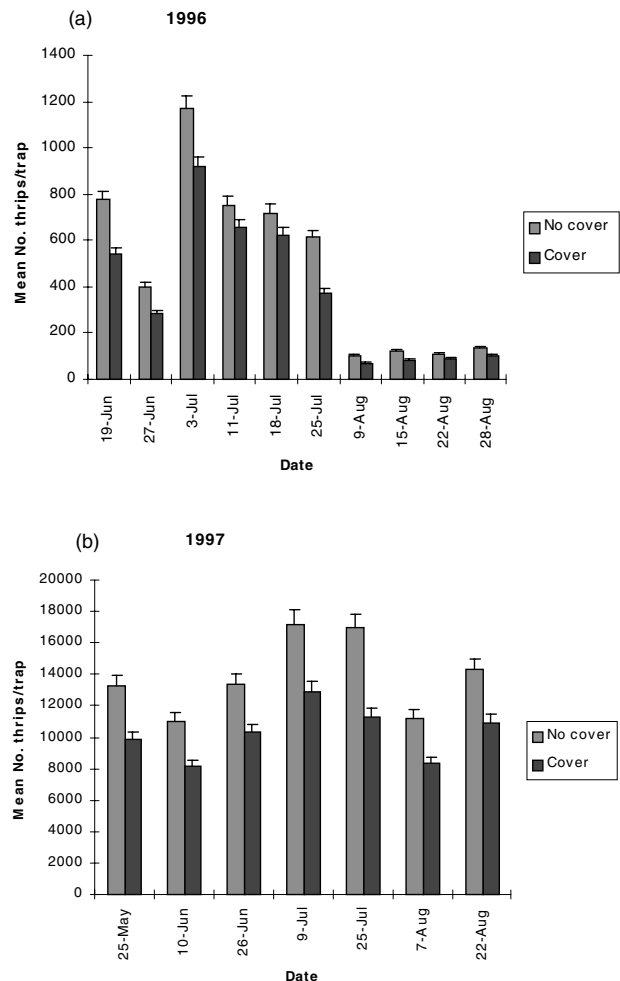 (a) 1996
1400
1200
1000
800
600
400
200
0
Mean No. thrips/trap
19-Jun
27-Jun
3-Jul
11-Jul
18-Jul
25-Jul
9-Aug
15-Aug
22-Aug
28-Aug
Date
No cover
Cover
(b) 1997
20000
18000
16000
14000
12000
10000
8000
6000
4000
2000
0
Mean No. thrips/trap
25-May
10-Jun
26-Jun
9-Jul
25-Jul
7-Aug
22-Aug
Date
No cover
Cover